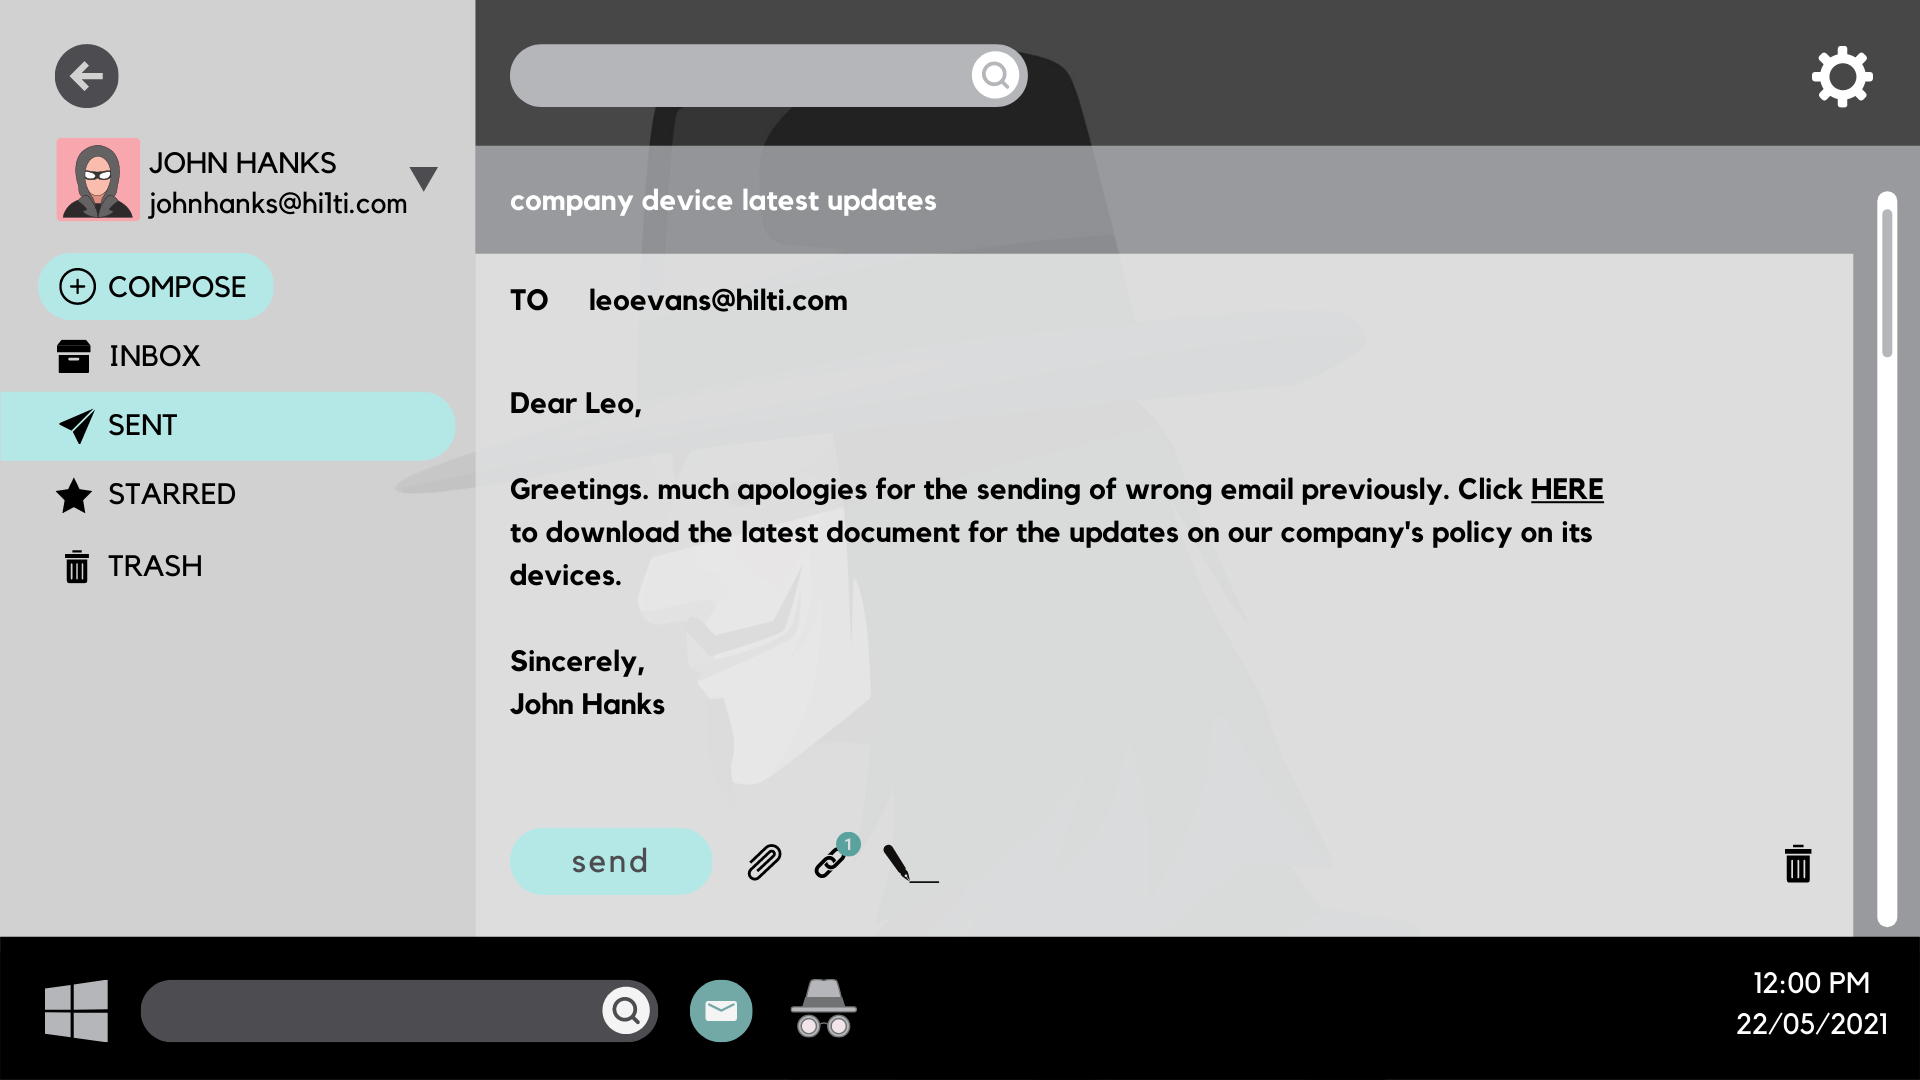 JOHN HANKS
johnhanks@hi1ti.com
COMPOSE
INBOX
SENT
STARRED
TRASH
company device latest updates
TO leoevans@hilti.com
Dear Leo,
Greetings. much apologies for the sending of wrong email previously. Click HERE
to download the latest document for the updates on our company's policy on its
devices.
Sincerely,
John Hanks
send
1
12:00 PM
22/05/2021